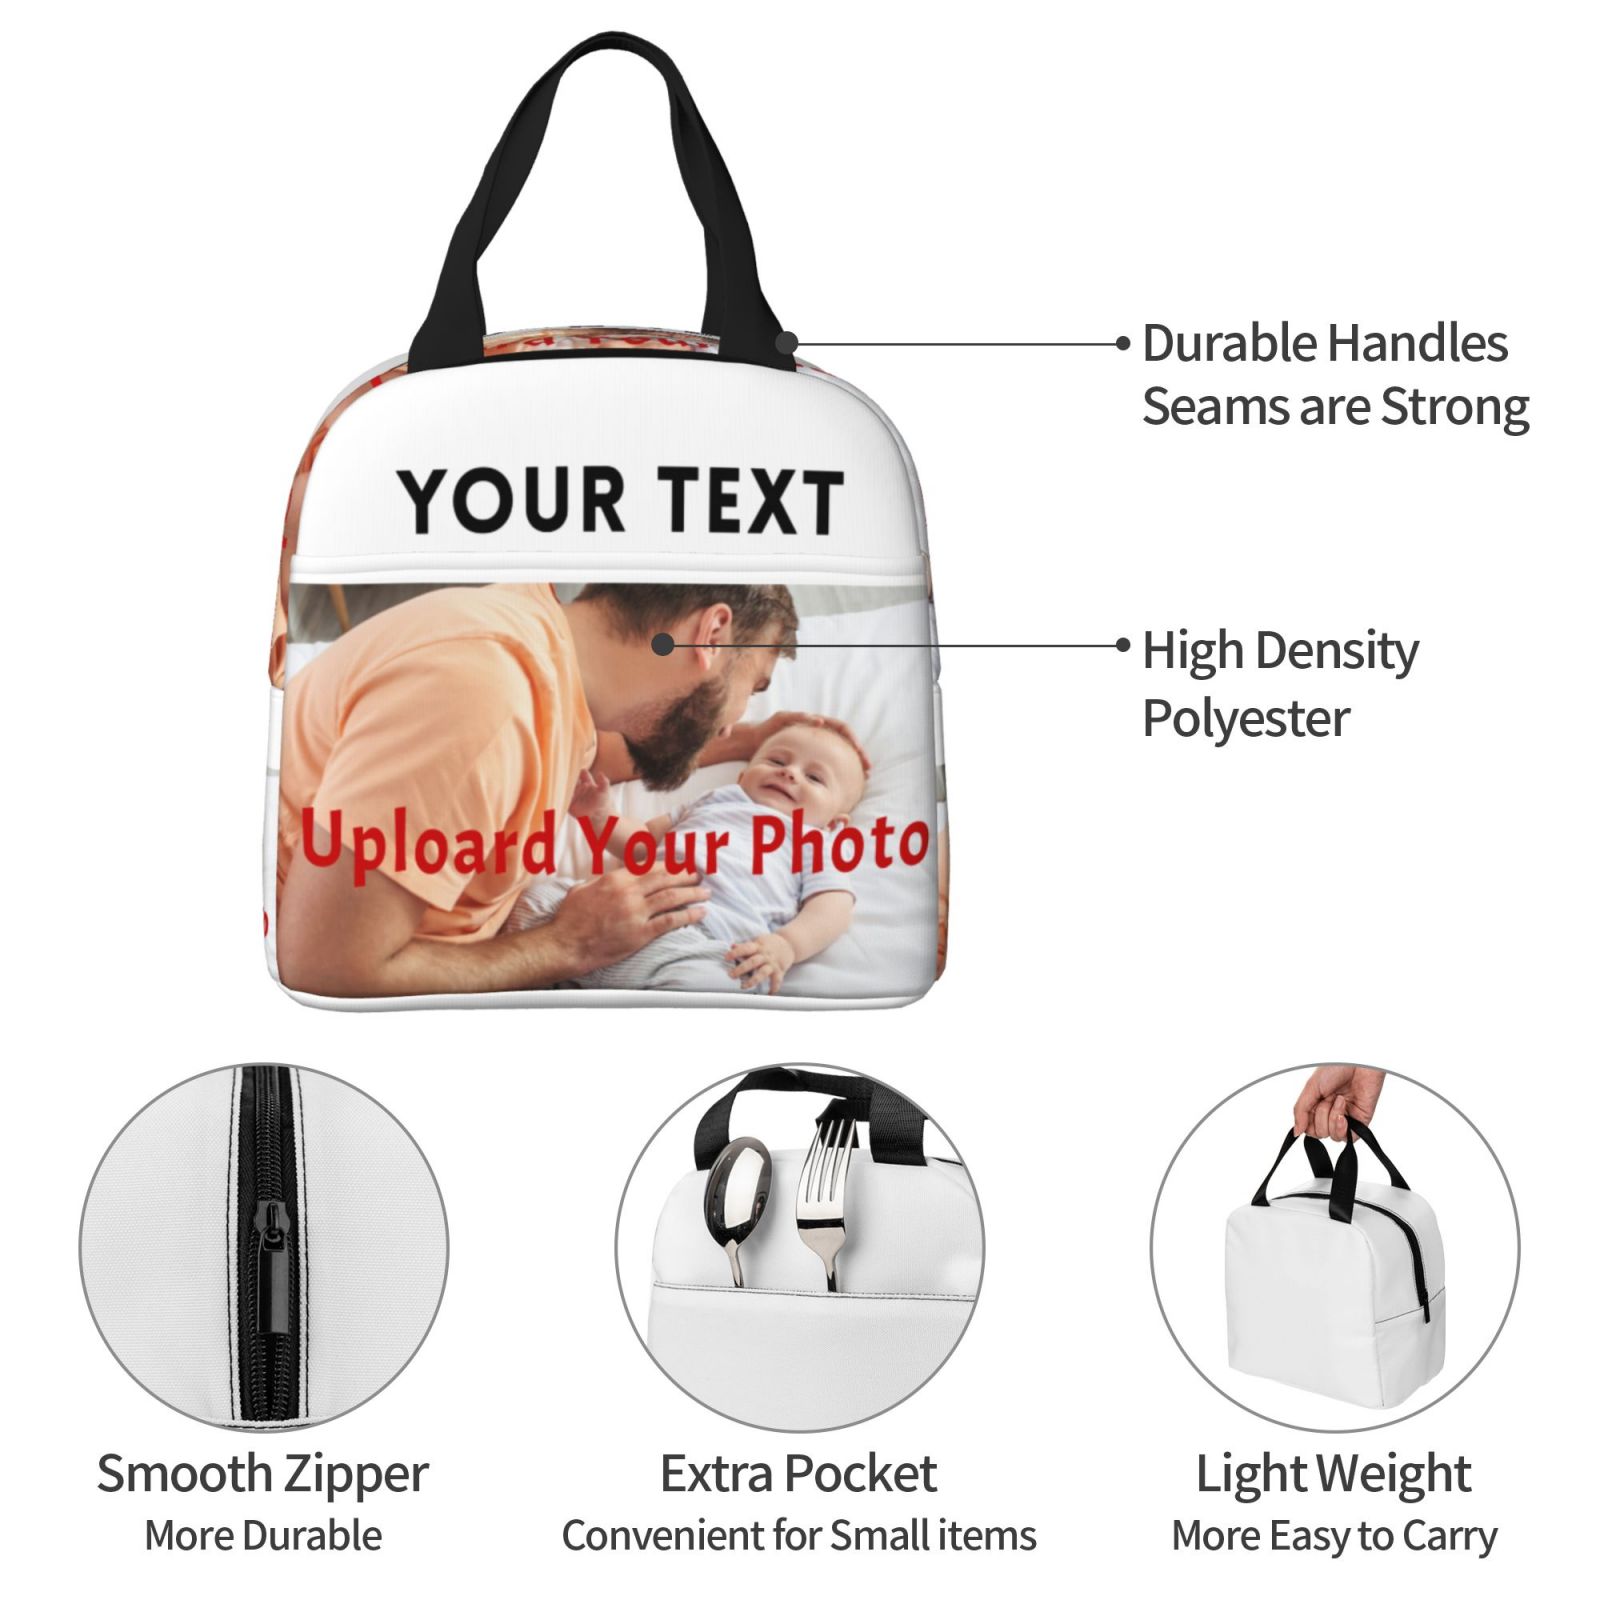 YOUR TEXT
Uploard Your Photo
Durable Handles
Seams are Strong
High Density
Polyester
Smooth Zipper
More Durable
Extra Pocket
Convenient for Small items
Light Weight
More Easy to Carry